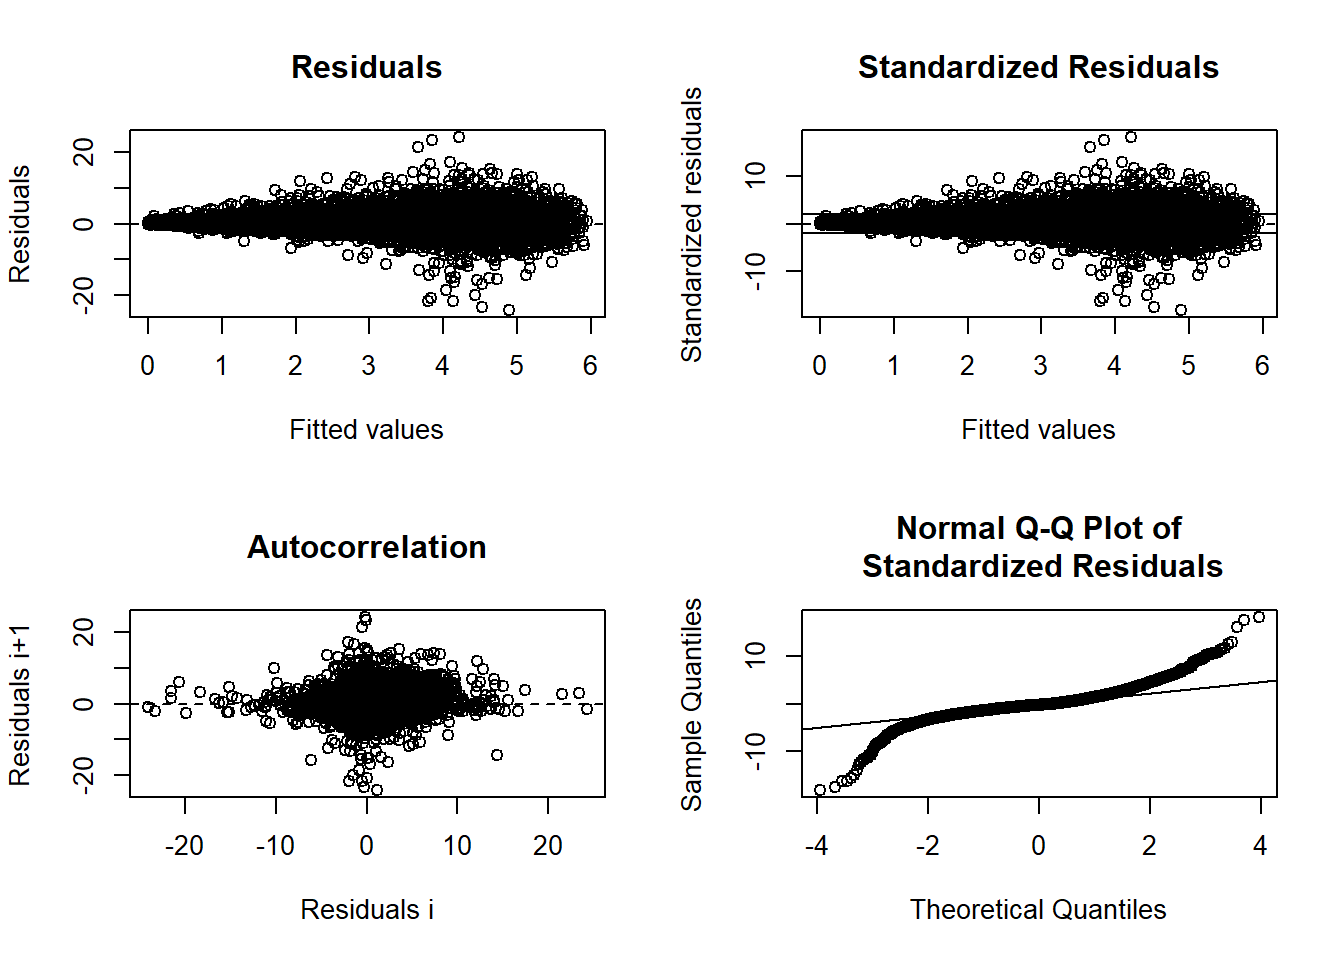 Residuals
Residuals
20
0
-20
0 1 2 3 4 5 6
Fitted values
Standardized Residuals
Standardized residuals
10
-10
0 1 2 3 4 5 6
Fitted values
Autocorrelation
Residuals i+1
20
0
-20
-20 -10 0 10 20
Residuals i
Normal Q-Q Plot of
Standardized Residuals
Sample Quantiles
10
-10
-4 -2 0 2 4
Theoretical Quantiles